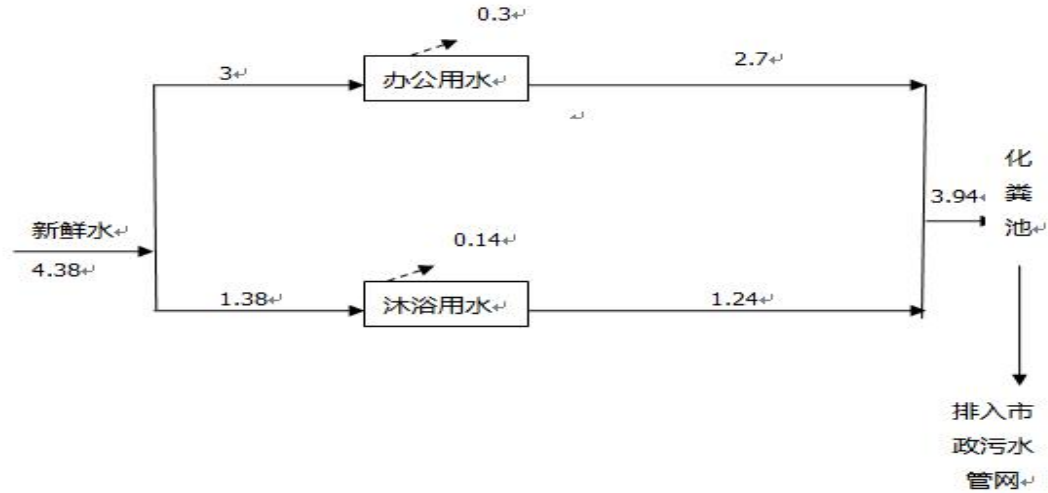 0.3
3
办公用水
2.7
新鲜水
4.38
0.14
1.38
沐浴用水
1.24
3.94
化
粪
池
排入市
政污水
管网